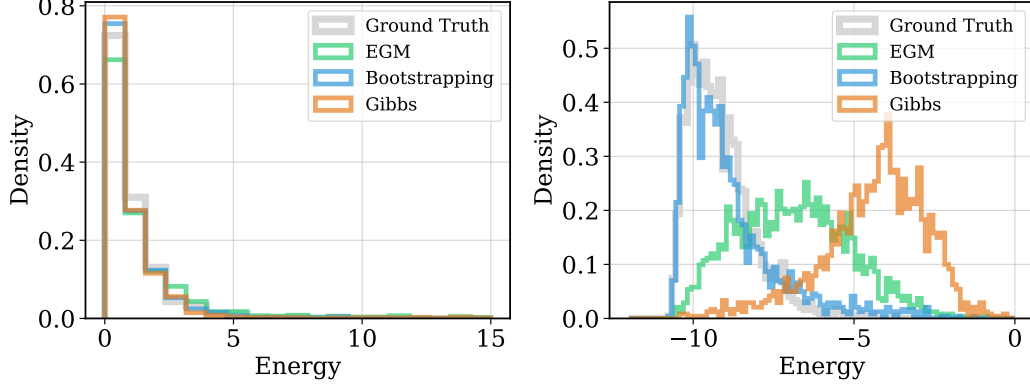 0.8
0.6
0.4
0.2
0.0
Density
0
5
10
15
Energy
Ground Truth
EGM
Bootstrapping
Gibbs
0.5
0.4
0.3
0.2
0.1
0.0
Density
−10
−5
0
Energy
Ground Truth
EGM
Bootstrapping
Gibbs